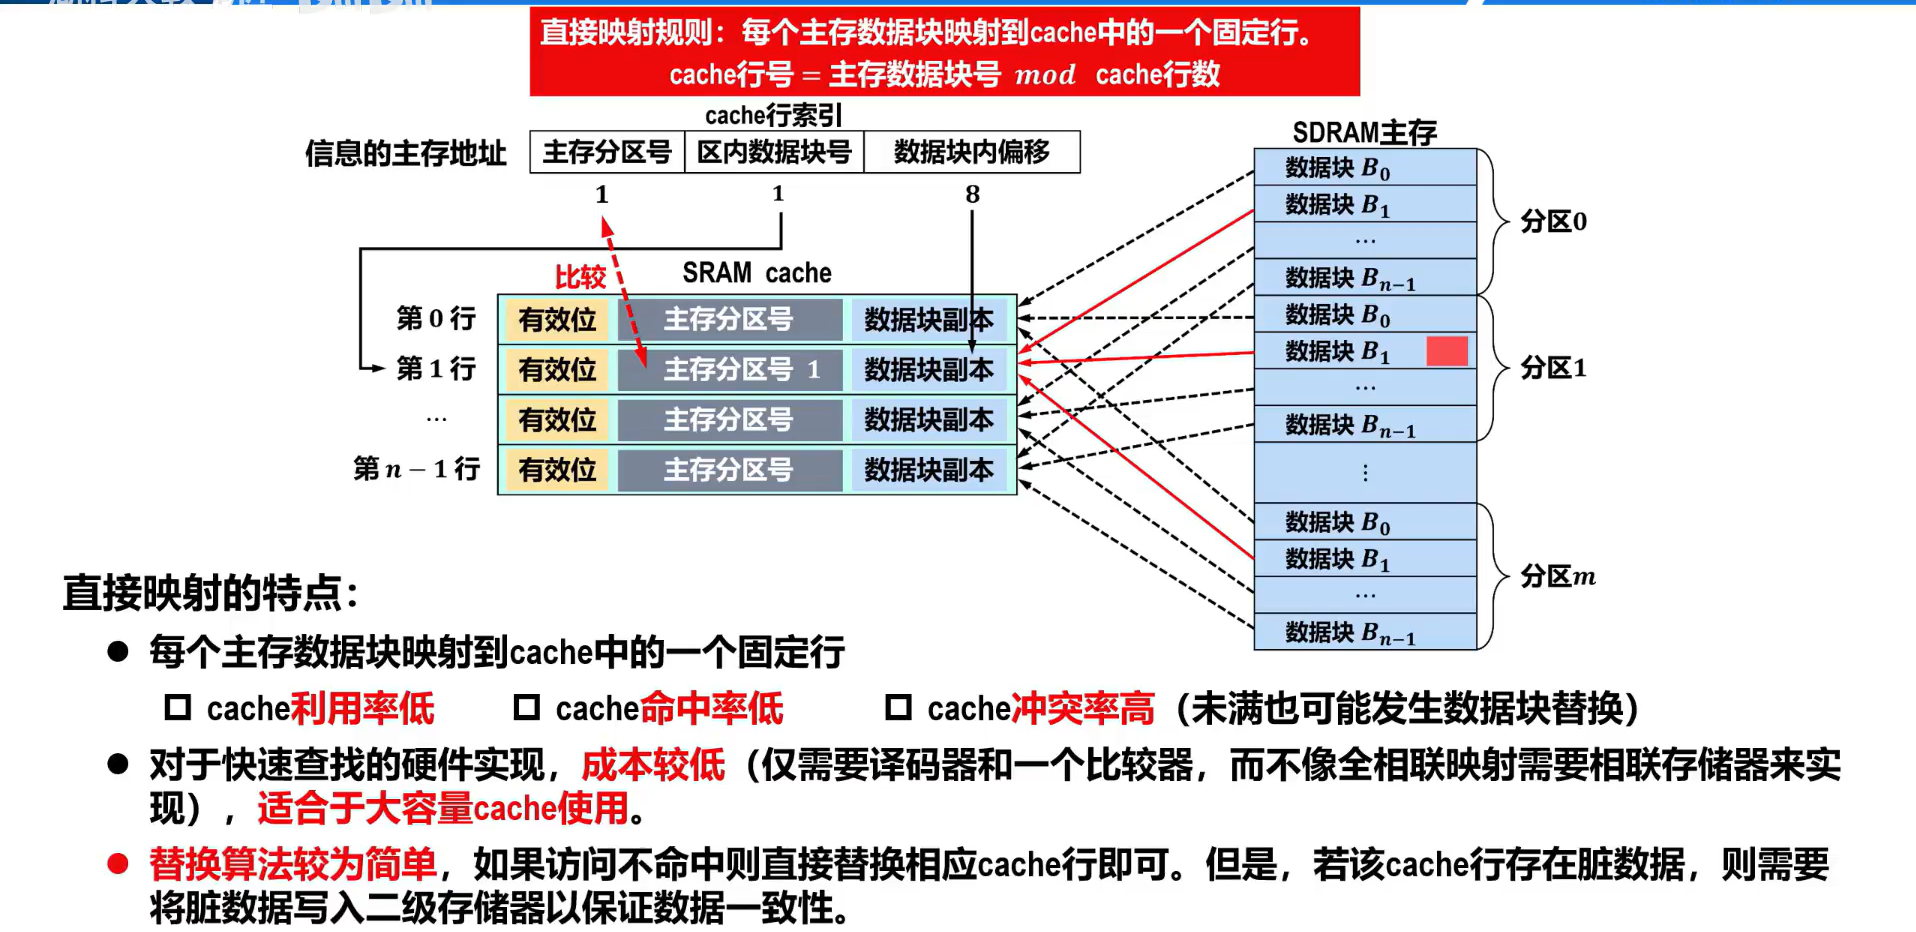 直接映射规则：每个主存数据块映射到cache中的一个固定行。
cache行号 = 主存数据块号 mod cache行数
cache行索引
信息的主存地址 主存分区号 区内数据块号 数据块内偏移
1 1 8
比较
SRAM cache
第 0 行 有效位 主存分区号 数据块副本
第 1 行 有效位 主存分区号 1 数据块副本
... 有效位 主存分区号 数据块副本
第 n − 1 行 有效位 主存分区号 数据块副本
SDRAM主存
数据块 B0
数据块 B1
...
数据块 Bn−1
分区0
数据块 B0
数据块 B1
...
数据块 Bn−1
分区1
⋮
数据块 B0
数据块 B1
...
数据块 Bn−1
分区m
直接映射的特点：
● 每个主存数据块映射到cache中的一个固定行
□ cache利用率低 □ cache命中率低 □ cache冲突率高（未满也可能发生数据块替换）
● 对于快速查找的硬件实现，成本较低（仅需要译码器和一个比较器，而不像全相联映射需要相联存储器来实
现），适合于大容量cache使用。
● 替换算法较为简单，如果访问不命中则直接替换相应cache行即可。但是，若该cache行存在脏数据，则需要
将脏数据写入二级存储器以保证数据一致性。